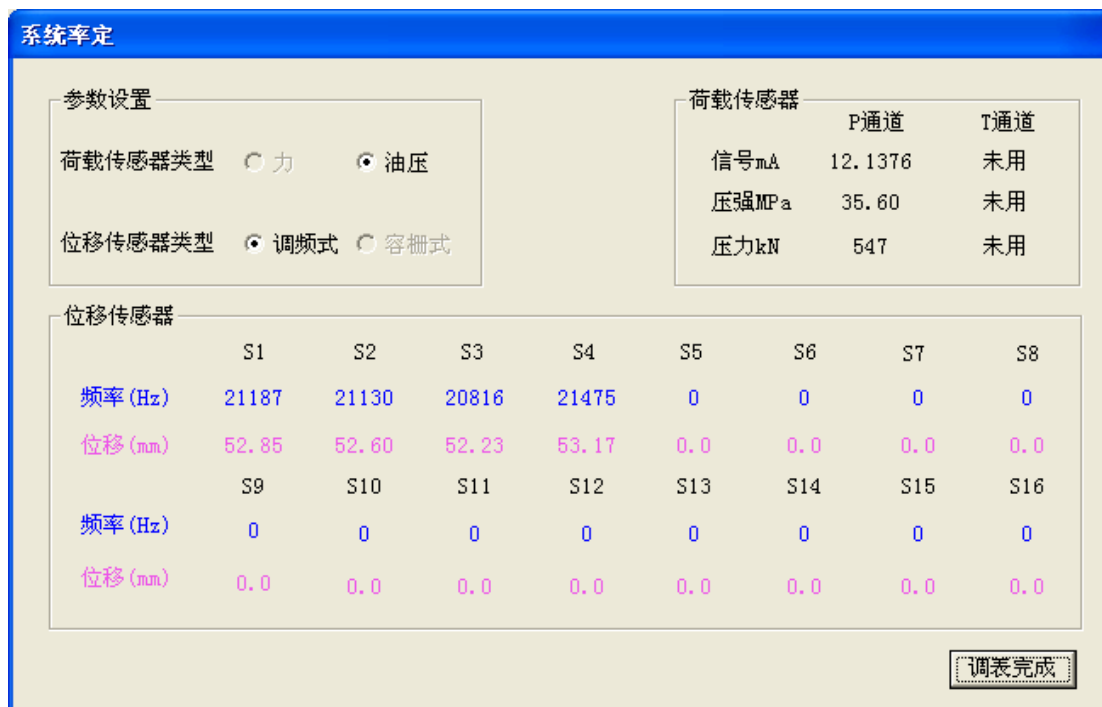 系统率定
参数设置
荷载传感器类型 力 油压
位移传感器类型 调频式 容栅式
荷载传感器
P通道 T通道
信号mA 12.1376 未用
压强MPa 35.60 未用
压力kN 547 未用
位移传感器
S1 S2 S3 S4 S5 S6 S7 S8
频率(Hz) 21187 21130 20816 21475 0 0 0 0
位移(mm) 52.85 52.60 52.23 53.17 0.0 0.0 0.0 0.0
S9 S10 S11 S12 S13 S14 S15 S16
频率(Hz) 0 0 0 0 0 0 0 0
位移(mm) 0.0 0.0 0.0 0.0 0.0 0.0 0.0 0.0
调表完成